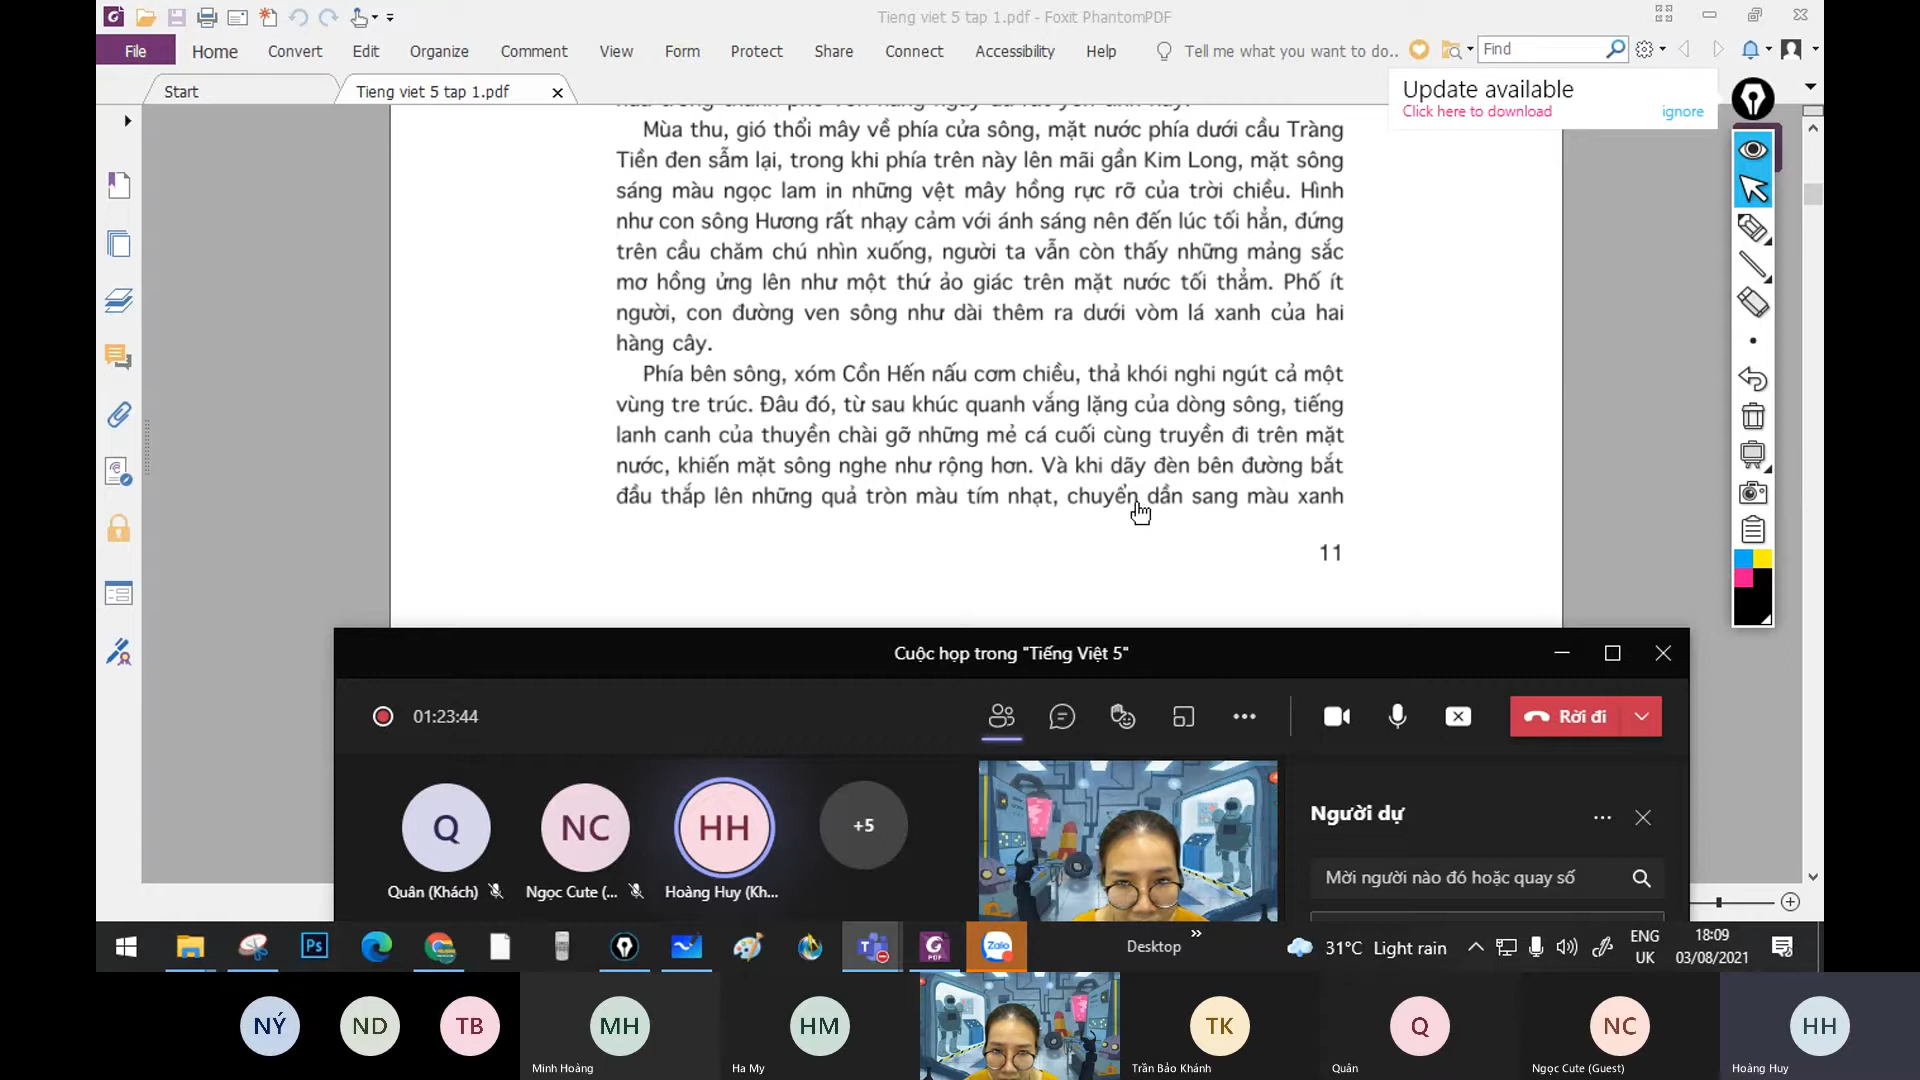 Tieng viet 5 tap 1.pdf - Foxit PhantomPDF
File Home Convert Edit Organize Comment View Form Protect Share Connect Accessibility Help Tell me what you want to do.. Find
Start
Tieng viet 5 tap 1.pdf
Update available
Click here to download ignore
Mùa thu, gió thổi mây về phía cửa sông, mặt nước phía dưới cầu Tràng
Tiền đen sẫm lại, trong khi phía trên này lên mãi gần Kim Long, mặt sông
sáng màu ngọc lam in những vệt mây hồng rực rỡ của trời chiều. Hình
như con sông Hương rất nhạy cảm với ánh sáng nên đến lúc tối hẳn, đứng
trên cầu chăm chú nhìn xuống, người ta vẫn còn thấy những mảng sắc
mơ hồng ửng lên như một thứ ảo giác trên mặt nước tối thẳm. Phố ít
người, con đường ven sông như dài thêm ra dưới vòm lá xanh của hai
hàng cây.
Phía bên sông, xóm Cồn Hến nấu cơm chiều, thả khói nghi ngút cả một
vùng tre trúc. Đâu đó, từ sau khúc quanh vắng lặng của dòng sông, tiếng
lanh canh của thuyền chài gỡ những mẻ cá cuối cùng truyền đi trên mặt
nước, khiến mặt sông nghe như rộng hơn. Và khi dãy đèn bên đường bắt
đầu thắp lên những quả tròn màu tím nhạt, chuyển dần sang màu xanh
11
Cuộc họp trong "Tiếng Việt 5"
01:23:44
Rời đi
Q NC HH +5
Quân (Khách) Ngọc Cute (... Hoàng Huy (Kh...
Người dự
Mời người nào đó hoặc quay số
Ps
PDF
Zalo
Desktop
31°C Light rain
ENG
UK
18:09
03/08/2021
NÝ ND TB MH HM TK Q NC HH
Minh Hoàng Ha My Trần Bảo Khánh Quân Ngọc Cute (Guest) Hoàng Huy